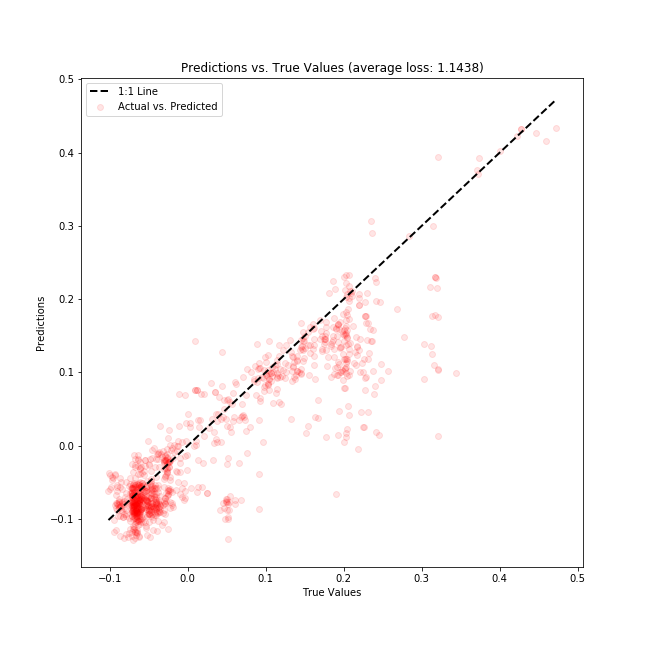 Predictions vs. True Values (average loss: 1.1438)
1:1 Line
Actual vs. Predicted
0.5
0.4
0.3
0.2
0.1
0.0
−0.1
Predictions
−0.1 0.0 0.1 0.2 0.3 0.4 0.5
True Values